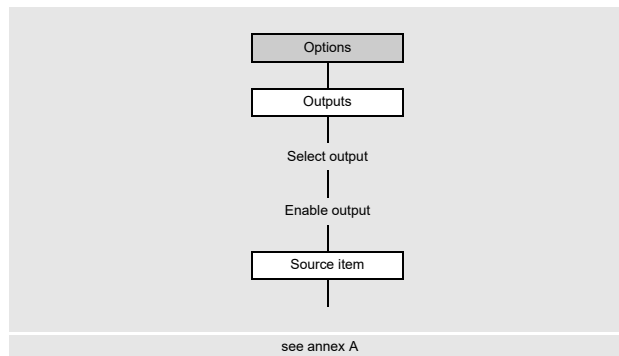 Options
Outputs
Select output
Enable output
Source item
see annex A